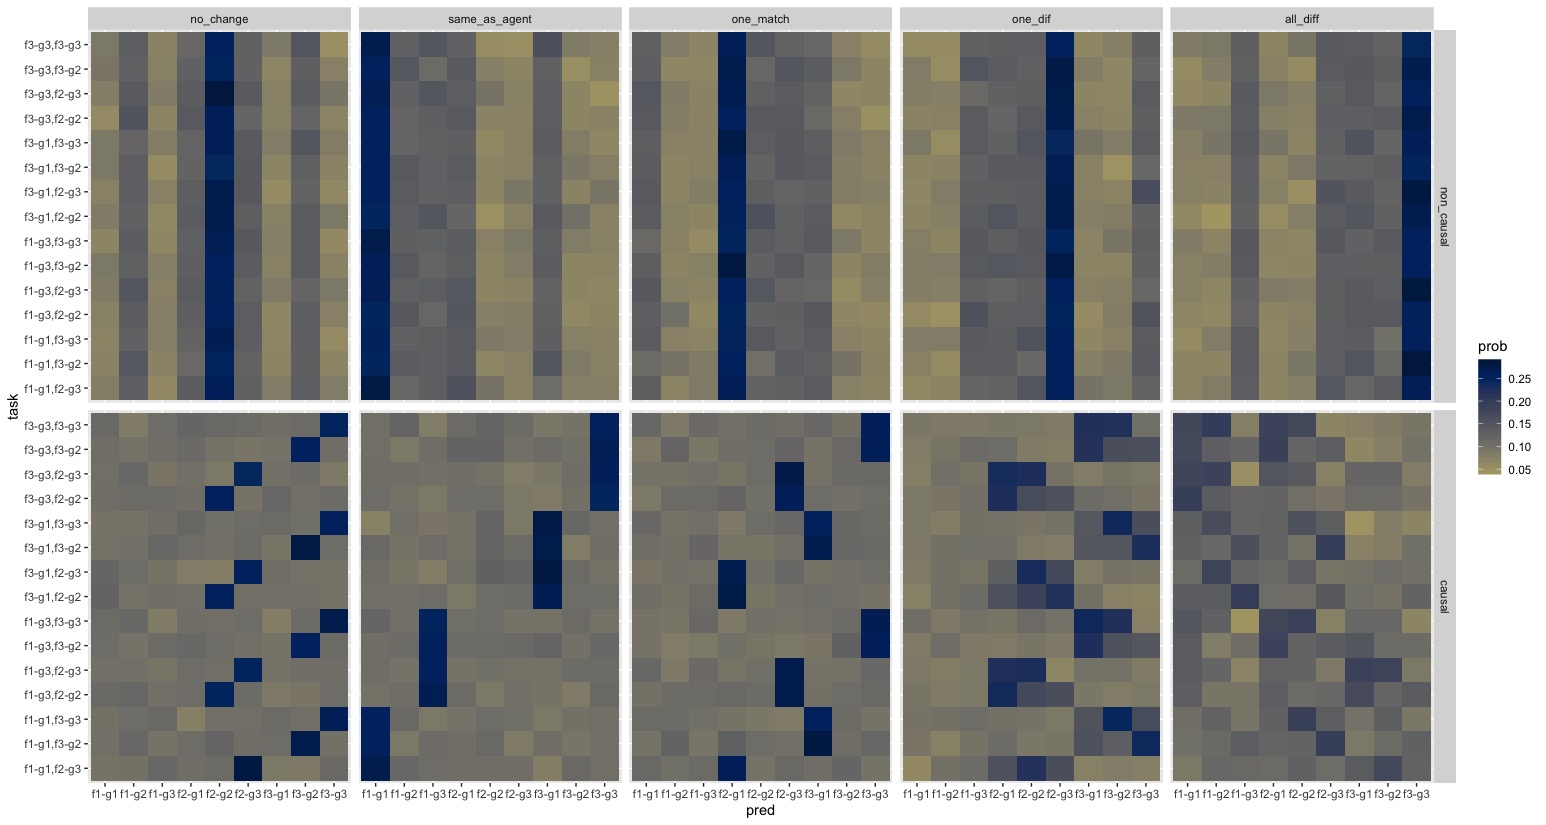 no_change same_as_agent one_match one_dif all_diff
f3-g3,f3-g3
f3-g3,f3-g2
f3-g3,f2-g3
f3-g3,f2-g2
f3-g1,f3-g3
f3-g1,f3-g2
f3-g1,f2-g3
f3-g1,f2-g2
f1-g3,f3-g3
f1-g3,f3-g2
f1-g3,f2-g3
f1-g3,f2-g2
f1-g1,f3-g3
f1-g1,f3-g2
f1-g1,f2-g3
non_causal
task
f3-g3,f3-g3
f3-g3,f3-g2
f3-g3,f2-g3
f3-g3,f2-g2
f3-g1,f3-g3
f3-g1,f3-g2
f3-g1,f2-g3
f3-g1,f2-g2
f1-g3,f3-g3
f1-g3,f3-g2
f1-g3,f2-g3
f1-g3,f2-g2
f1-g1,f3-g3
f1-g1,f3-g2
f1-g1,f2-g3
causal
f1-g1 f1-g2 f1-g3 f2-g1 f2-g2 f2-g3 f3-g1 f3-g2 f3-g3 f1-g1 f1-g2 f1-g3 f2-g1 f2-g2 f2-g3 f3-g1 f3-g2 f3-g3 f1-g1 f1-g2 f1-g3 f2-g1 f2-g2 f2-g3 f3-g1 f3-g2 f3-g3 f1-g1 f1-g2 f1-g3 f2-g1 f2-g2 f2-g3 f3-g1 f3-g2 f3-g3 f1-g1 f1-g2 f1-g3 f2-g1 f2-g2 f2-g3 f3-g1 f3-g2 f3-g3
pred
prob
0.25
0.20
0.15
0.10
0.05